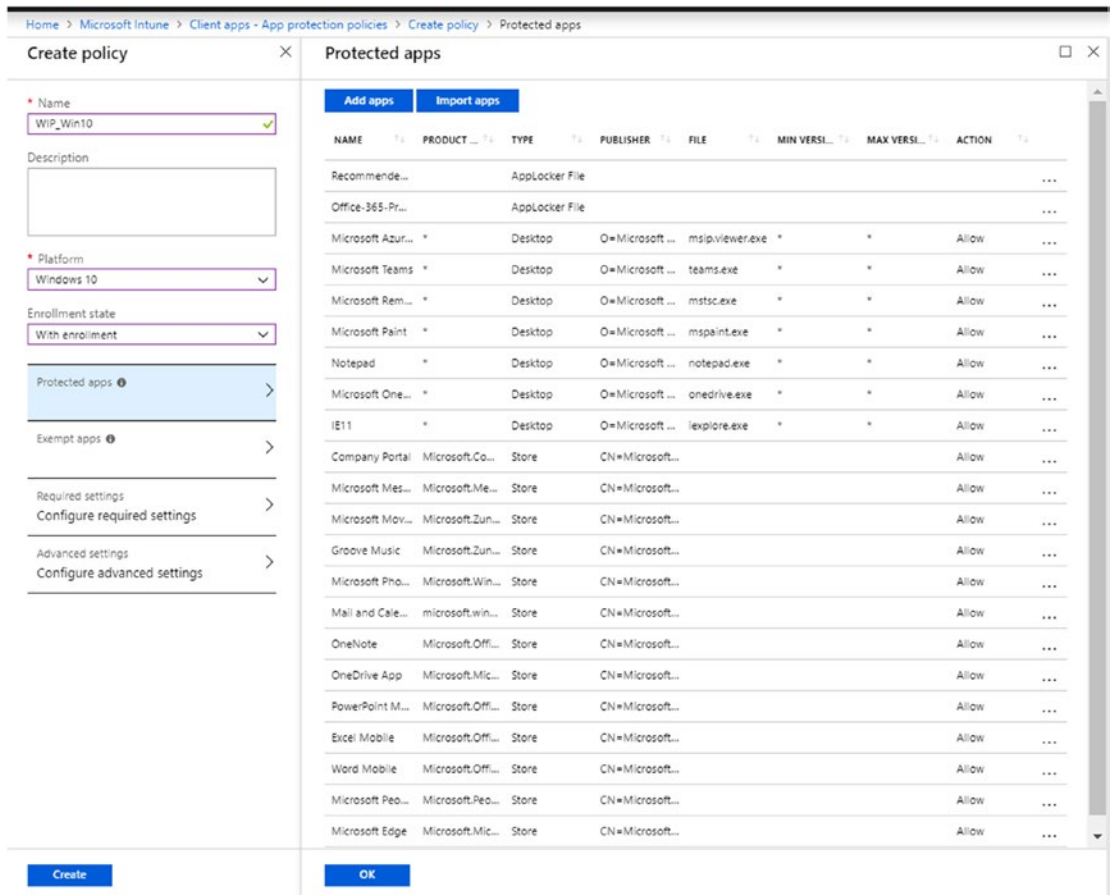 Home > Microsoft Intune > Client apps - App protection policies > Create policy > Protected apps
Create policy
* Name
WIP_Win10
Description
* Platform
Windows 10
Enrollment state
With enrollment
Protected apps
Exempt apps
Required settings
Configure required settings
Advanced settings
Configure advanced settings
Create
Protected apps
Add apps Import apps
NAME PRODUCT ... TYPE PUBLISHER FILE MIN VERSI... MAX VERSI... ACTION
Recommende... AppLocker File ...
Office-365-Pr... AppLocker File ...
Microsoft Azur... * Desktop O=Microsoft ... msip.viewer.exe * * Allow ...
Microsoft Teams * Desktop O=Microsoft ... teams.exe * * Allow ...
Microsoft Rem... * Desktop O=Microsoft ... mstsc.exe * * Allow ...
Microsoft Paint * Desktop O=Microsoft ... mspaint.exe * * Allow ...
Notepad * Desktop O=Microsoft ... notepad.exe * * Allow ...
Microsoft One... * Desktop O=Microsoft ... onedrive.exe * * Allow ...
IE11 * Desktop O=Microsoft ... iexplore.exe * * Allow ...
Company Portal Microsoft.Co... Store CN=Microsoft... Allow ...
Microsoft Mes... Microsoft.Me... Store CN=Microsoft... Allow ...
Microsoft Mov... Microsoft.Zun... Store CN=Microsoft... Allow ...
Groove Music Microsoft.Zun... Store CN=Microsoft... Allow ...
Microsoft Pho... Microsoft.Win... Store CN=Microsoft... Allow ...
Mail and Cale... microsoft.win... Store CN=Microsoft... Allow ...
OneNote Microsoft.Offi... Store CN=Microsoft... Allow ...
OneDrive App Microsoft.Mic... Store CN=Microsoft... Allow ...
PowerPoint M... Microsoft.Offi... Store CN=Microsoft... Allow ...
Excel Mobile Microsoft.Offi... Store CN=Microsoft... Allow ...
Word Mobile Microsoft.Offi... Store CN=Microsoft... Allow ...
Microsoft Peo... Microsoft.Peo... Store CN=Microsoft... Allow ...
Microsoft Edge Microsoft.Mic... Store CN=Microsoft... Allow ...
OK